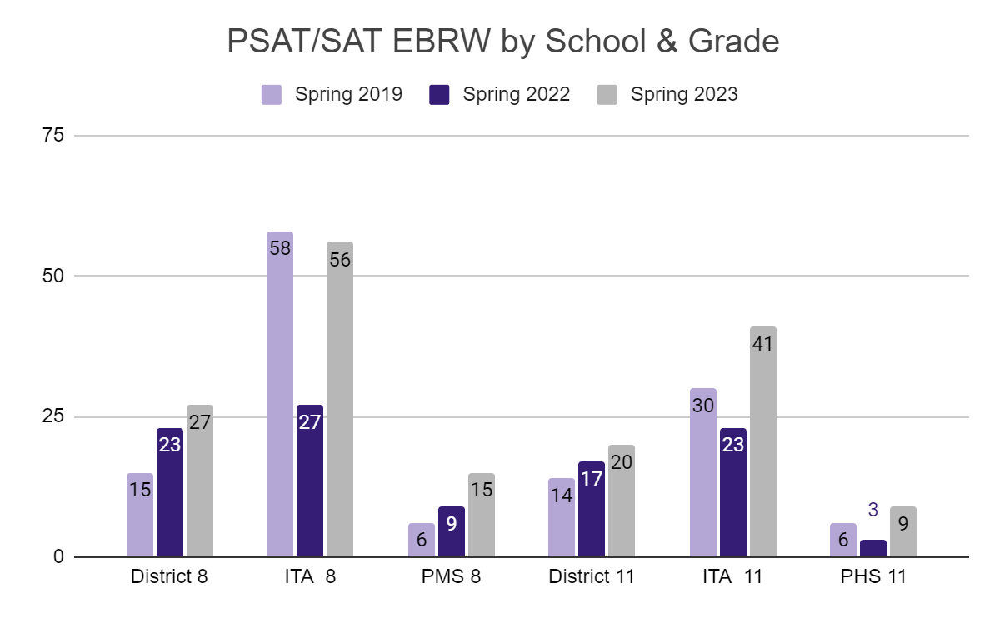 PSAT/SAT EBRW by School & Grade
Spring 2019 Spring 2022 Spring 2023
75
50
25
0
15 23 27
58 27 56
6 9 15
14 17 20
30 23 41
6 3 9
District 8 ITA 8 PMS 8 District 11 ITA 11 PHS 11